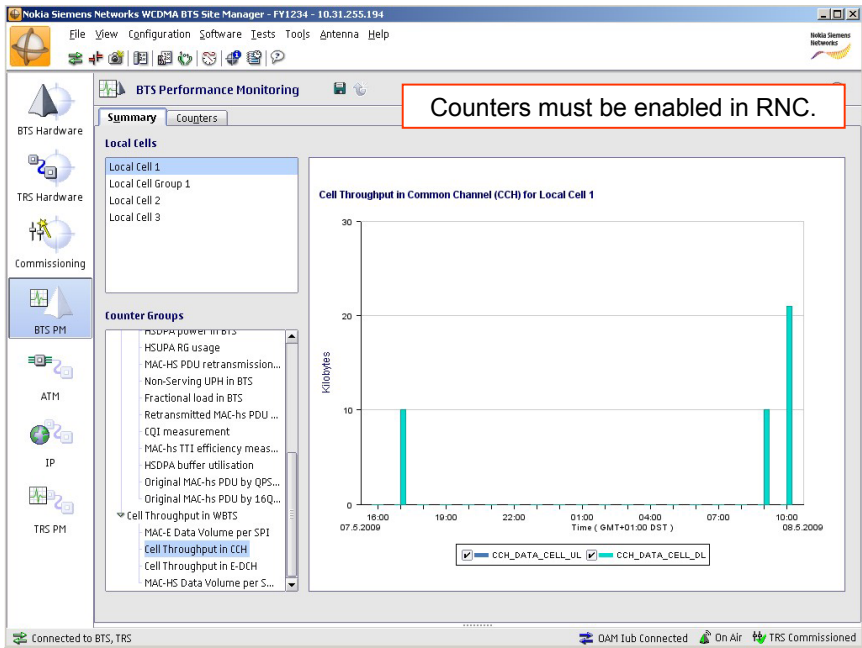 Nokia Siemens Networks WCDMA BTS Site Manager - FY1234 - 10.31.255.194
File View Configuration Software Tests Tools Antenna Help
Nokia Siemens
Networks
BTS Performance Monitoring
Counters must be enabled in RNC.
Summary Counters
BTS Hardware
TRS Hardware
Commissioning
BTS PM
ATM
IP
TRS PM
Local Cells
Local Cell 1
Local Cell Group 1
Local Cell 2
Local Cell 3
Counter Groups
HSDPA power in BTS
HSUPA RG usage
MAC-HS PDU retransmission...
Non-Serving UPH in BTS
Fractional load in BTS
Retransmitted MAC-hs PDU ...
CQI measurement
MAC-hs TTI efficiency meas...
HSDPA buffer utilisation
Original MAC-hs PDU by QPS...
Original MAC-hs PDU by 16Q...
Cell Throughput in WBTS
MAC-E Data Volume per SPI
Cell Throughput in CCH
Cell Throughput in E-DCH
MAC-HS Data Volume per S...
Cell Throughput in Common Channel (CCH) for Local Cell 1
Kilobytes
30
20
10
0
16:00 19:00 22:00 01:00 04:00 07:00 10:00
07.5.2009 Time ( GMT+01:00 DST ) 08.5.2009
CCH_DATA_CELL_UL CCH_DATA_CELL_DL
Connected to BTS, TRS OAM Iub Connected On Air TRS Commissioned